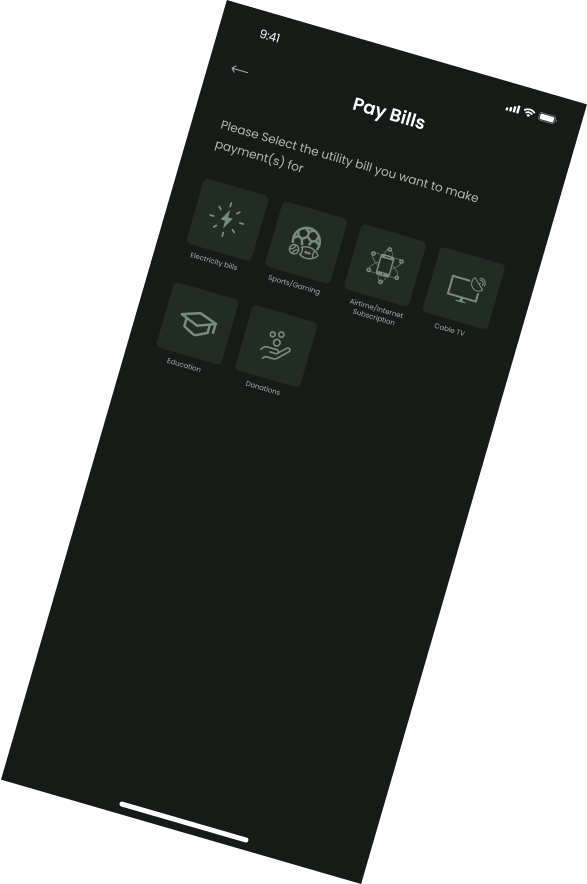 9:41
Pay Bills
Please Select the utility bill you want to make
payment(s) for
Electricity bills
Sports/Gaming
Airtime/Internet
Subscription
Cable TV
Education
Donations